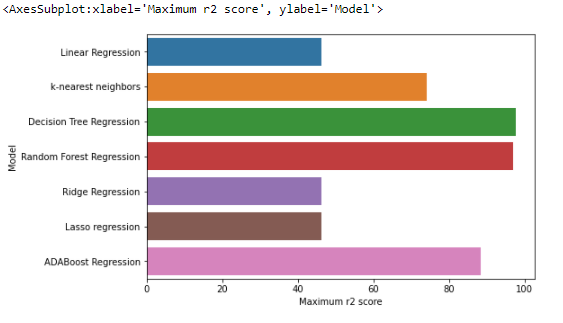 <AxesSubplot:xlabel='Maximum r2 score', ylabel='Model'>
Linear Regression
k-nearest neighbors
Decision Tree Regression
Random Forest Regression
Ridge Regression
Lasso regression
ADABoost Regression
Model
0 20 40 60 80 100
Maximum r2 score